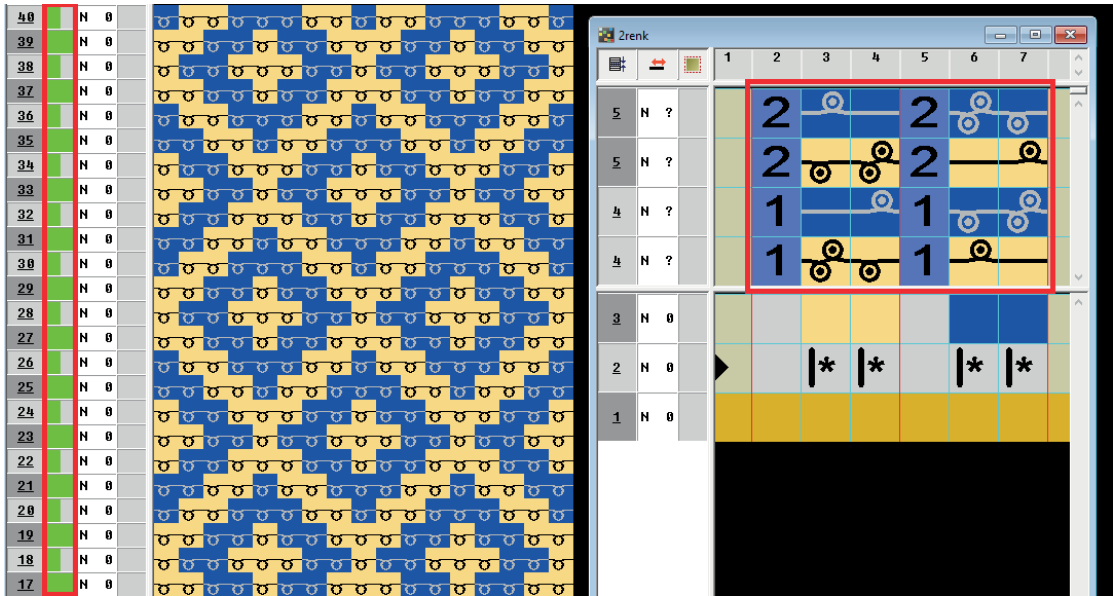 40 N 0
39 N 0
38 N 0
37 N 0
36 N 0
35 N 0
34 N 0
33 N 0
32 N 0
31 N 0
30 N 0
29 N 0
28 N 0
27 N 0
26 N 0
25 N 0
24 N 0
23 N 0
22 N 0
21 N 0
20 N 0
19 N 0
18 N 0
17 N 0
2renk
1 2 3 4 5 6 7
5 N ? 2 2
5 N ? 2 2
4 N ? 1 1
4 N ? 1 1
3 N 0
2 N 0 |* |* |* |*
1 N 0